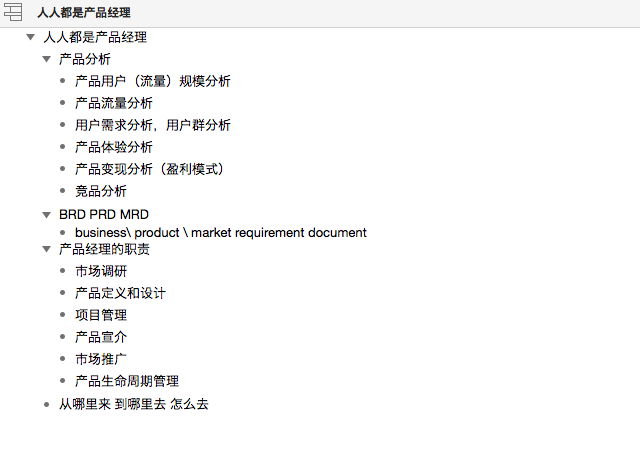 人人都是产品经理
人人都是产品经理
产品分析
产品用户（流量）规模分析
产品流量分析
用户需求分析，用户群分析
产品体验分析
产品变现分析（盈利模式）
竞品分析
BRD PRD MRD
business\ product \ market requirement document
产品经理的职责
市场调研
产品定义和设计
项目管理
产品宣介
市场推广
产品生命周期管理
从哪里来 到哪里去 怎么去